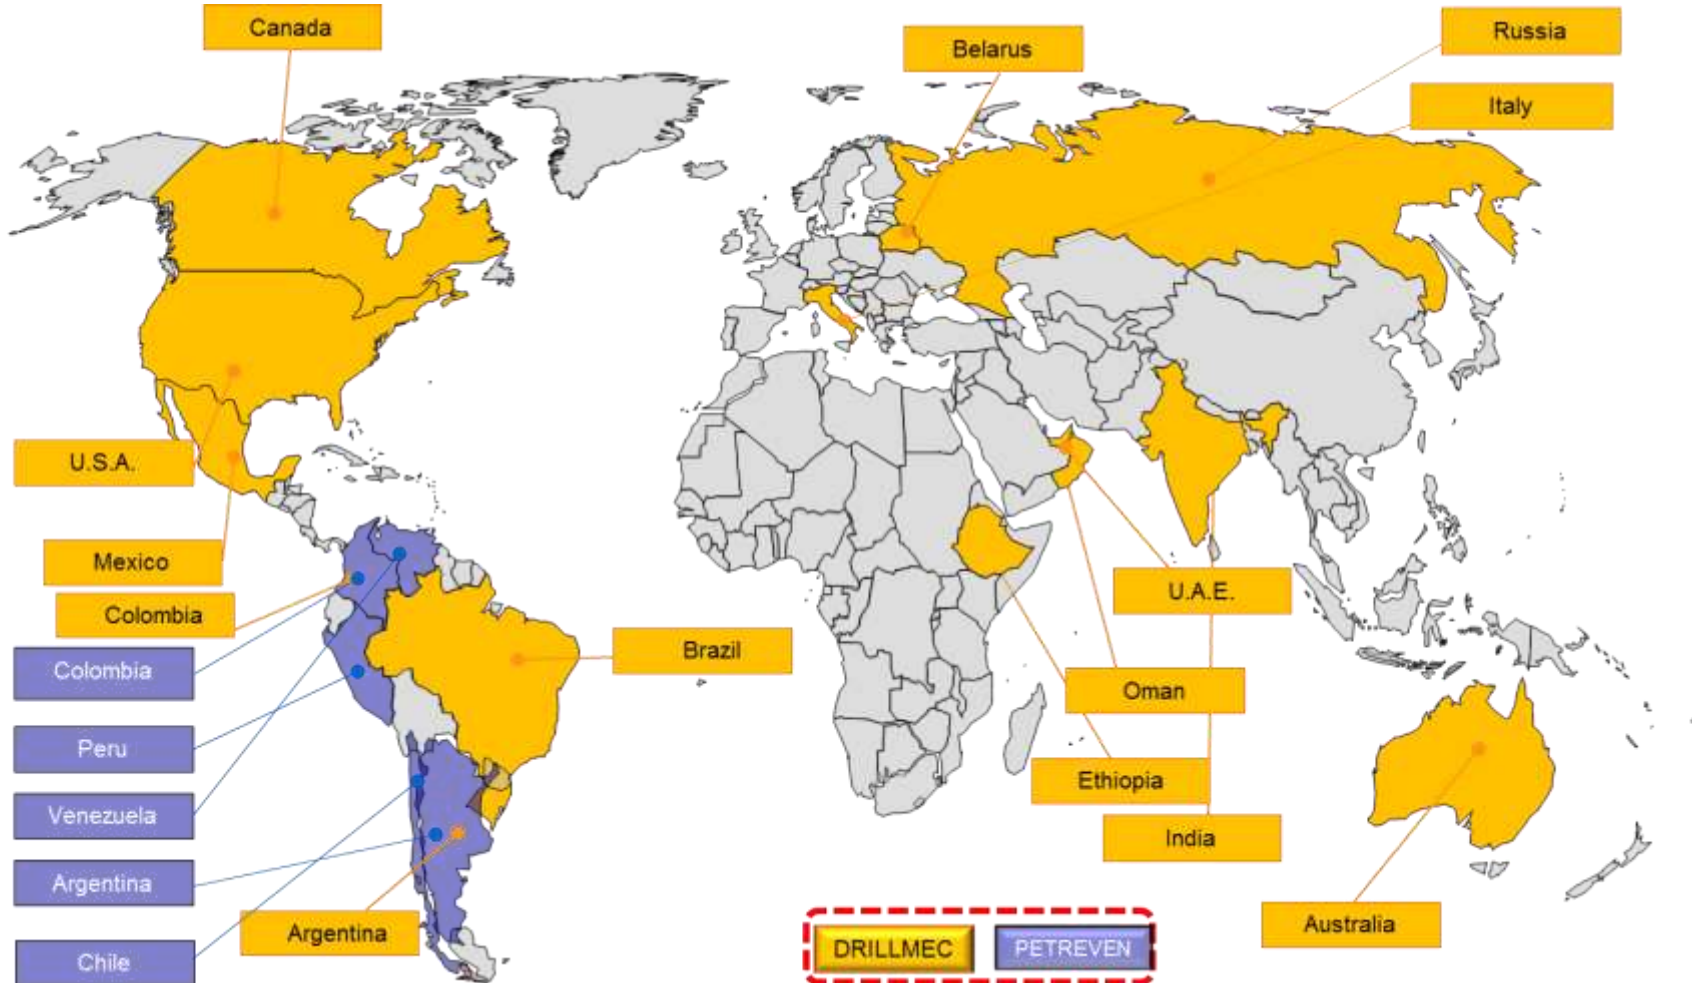 Canada
Russia
Belarus
Italy
U.S.A.
Mexico
U.A.E.
Colombia
Brazil
Colombia
Oman
Peru
Ethiopia
Venezuela
India
Argentina
Australia
Argentina
DRILLMEC
PETREVEN
Chile